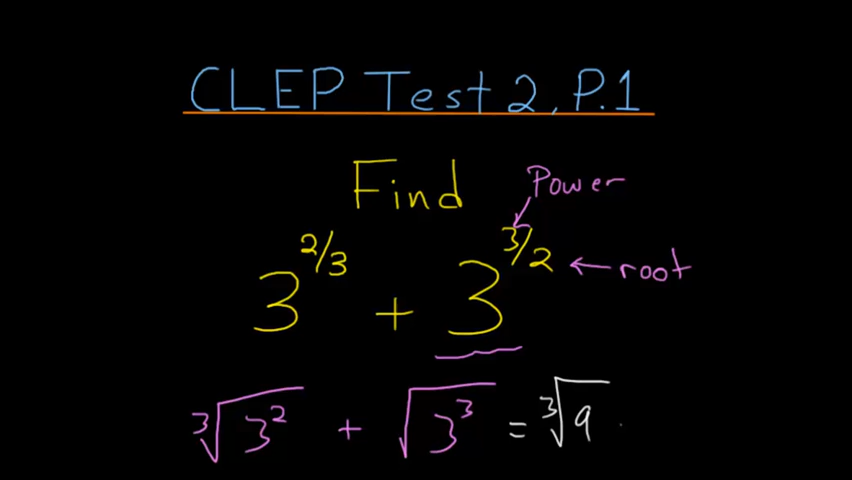 CLEP Test 2, P.1
Find
Power
3^{2/3} + 3^{3/2} ← root
∛(3²) + √(3³) = ∛9